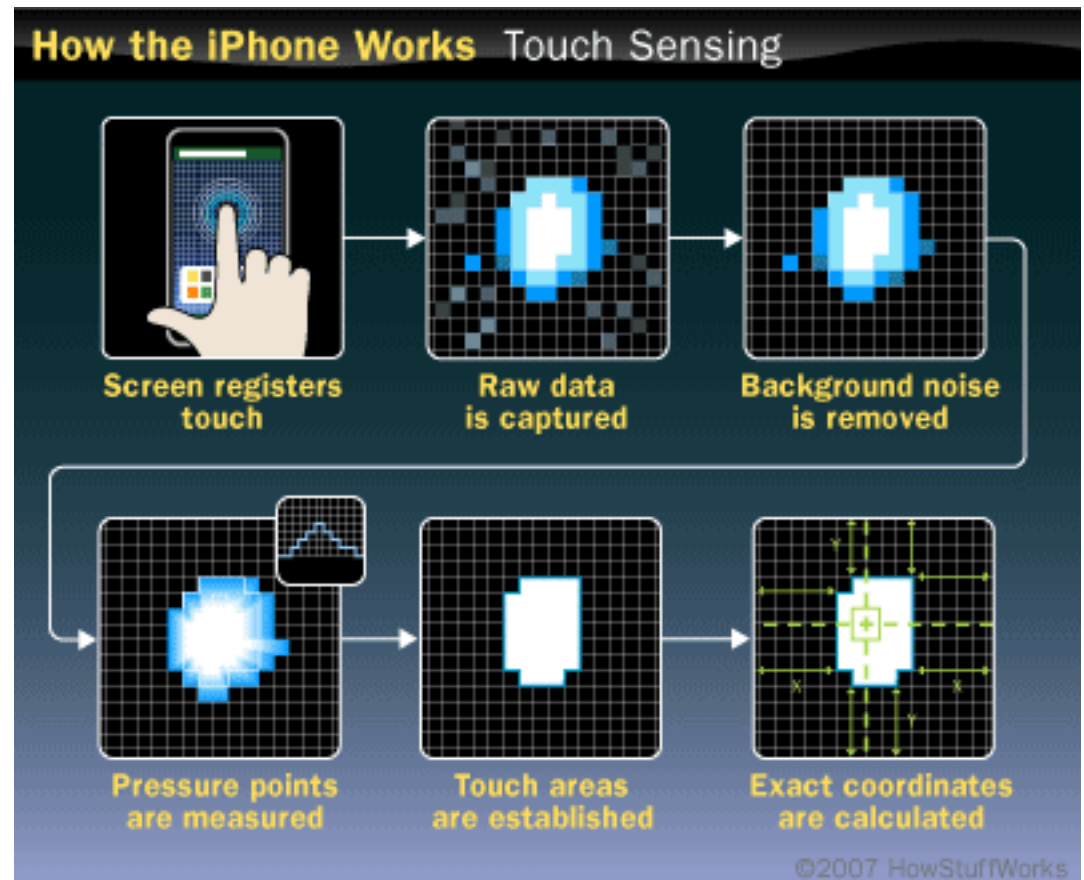 How the iPhone Works Touch Sensing
Screen registers
touch
Raw data
is captured
Background noise
is removed
Pressure points
are measured
Touch areas
are established
Y
X
X
Y
Exact coordinates
are calculated
©2007 HowStuffWorks